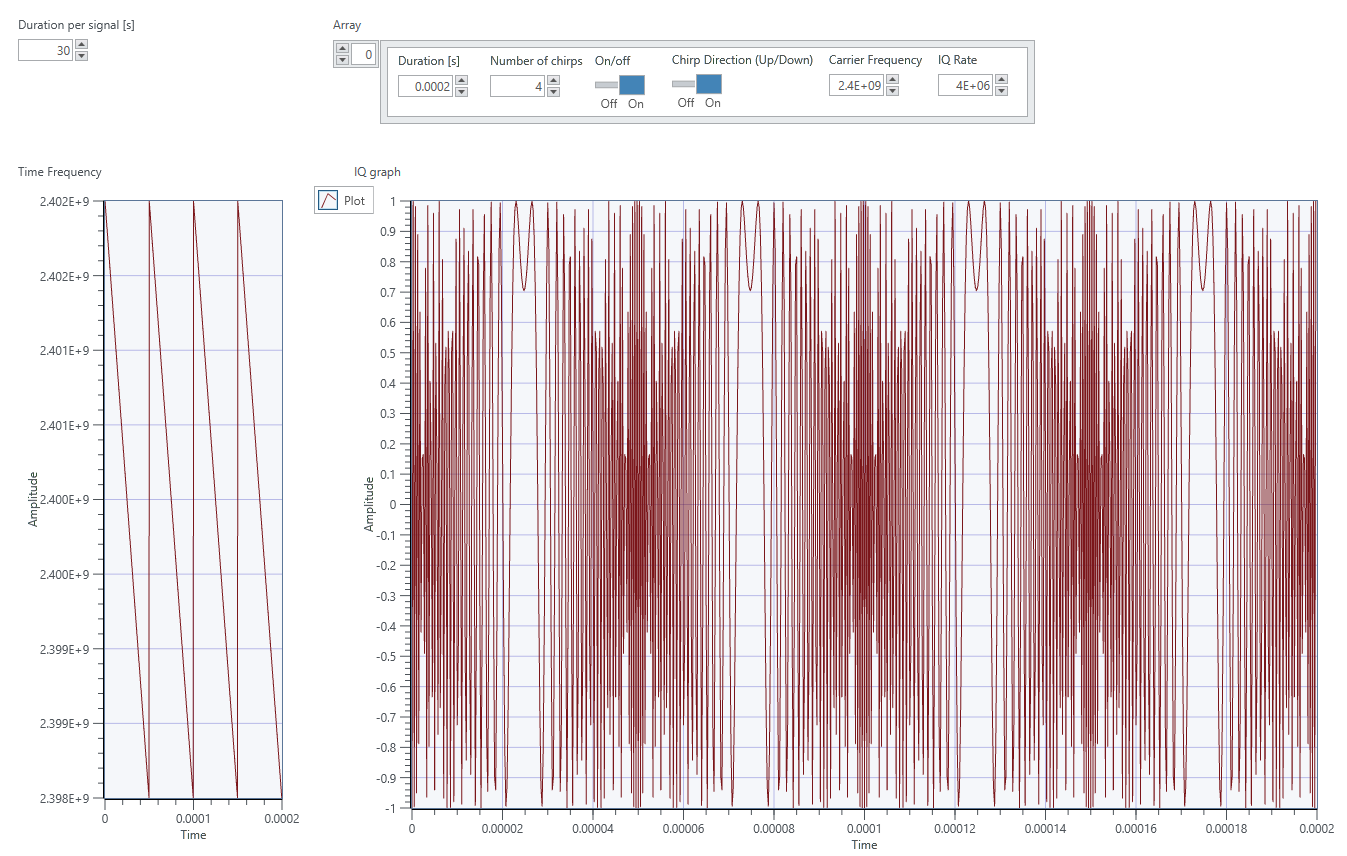 Duration per signal [s]
30
Array
0
Duration [s] Number of chirps On/off Chirp Direction (Up/Down) Carrier Frequency IQ Rate
0.0002 4 2.4E+09 4E+06
Off On Off On
Time Frequency
2.402E+9
2.402E+9
2.401E+9
2.401E+9
2.400E+9
2.400E+9
2.399E+9
2.399E+9
2.398E+9
Amplitude
0 0.0001 0.0002
Time
IQ graph
Plot
1
0.9
0.8
0.7
0.6
0.5
0.4
0.3
0.2
0.1
0
-0.1
-0.2
-0.3
-0.4
-0.5
-0.6
-0.7
-0.8
-0.9
-1
Amplitude
0 0.00002 0.00004 0.00006 0.00008 0.0001 0.00012 0.00014 0.00016 0.00018 0.0002
Time